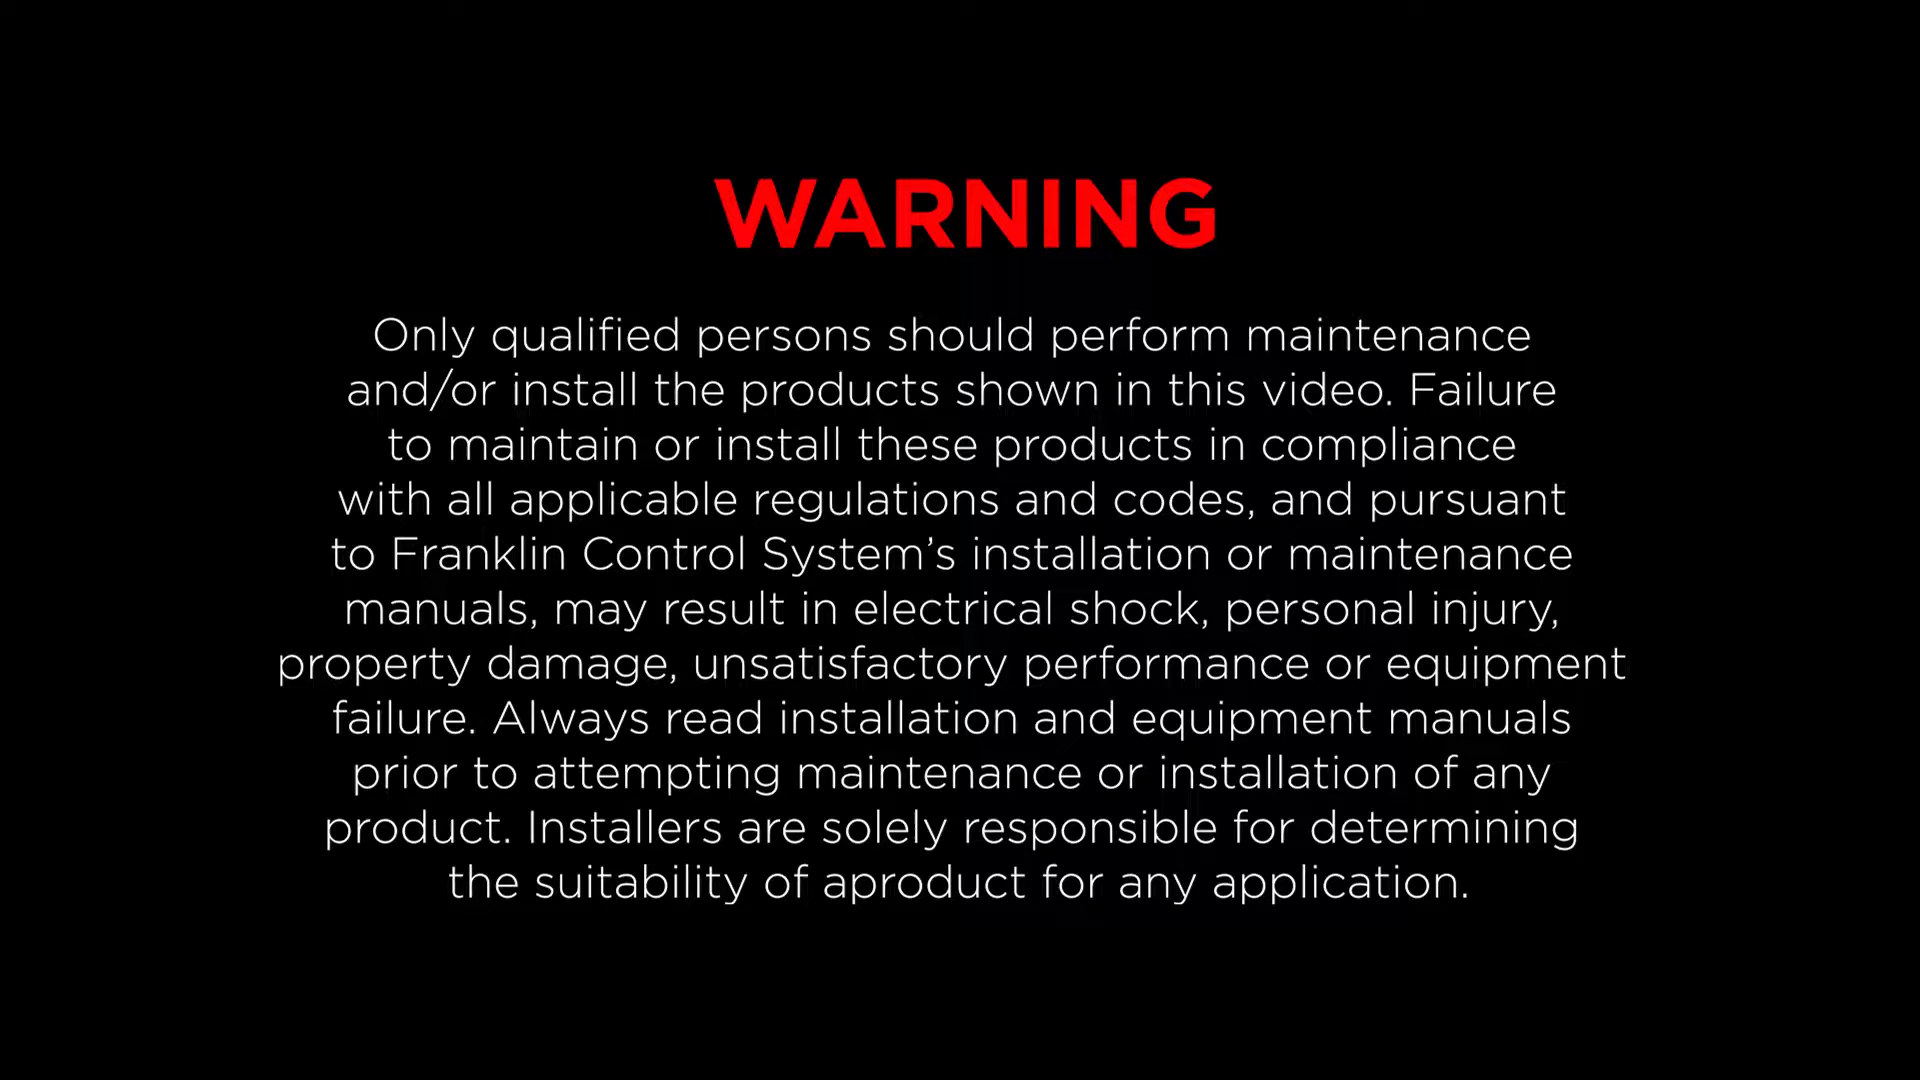 WARNING
Only qualified persons should perform maintenance
and/or install the products shown in this video. Failure
to maintain or install these products in compliance
with all applicable regulations and codes, and pursuant
to Franklin Control System’s installation or maintenance
manuals, may result in electrical shock, personal injury,
property damage, unsatisfactory performance or equipment
failure. Always read installation and equipment manuals
prior to attempting maintenance or installation of any
product. Installers are solely responsible for determining
the suitability of aproduct for any application.